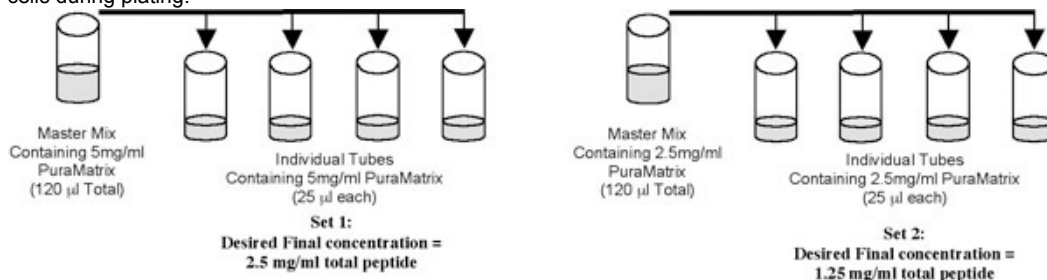 cells during plating.
Master Mix
Containing 5mg/ml
PuraMatrix
(120 µl Total)
Individual Tubes
Containing 5mg/ml PuraMatrix
(25 µl each)
Set 1:
Desired Final concentration =
2.5 mg/ml total peptide
Master Mix
Containing 2.5mg/ml
PuraMatrix
(120 µl Total)
Individual Tubes
Containing 2.5mg/ml PuraMatrix
(25 µl each)
Set 2:
Desired Final concentration =
1.25 mg/ml total peptide